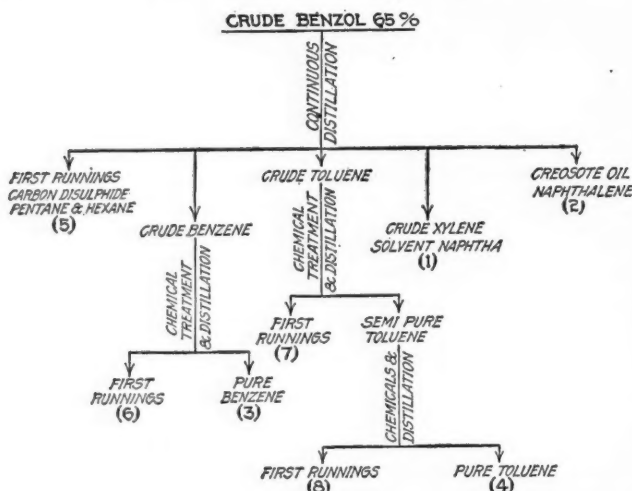 CRUDE BENZOL 65%
CONTINUOUS
DISTILLATION
FIRST RUNNINGS
CARBON DISULPHIDE
PENTANE & HEXANE
(5)
CRUDE BENZENE
CRUDE TOLUENE
CRUDE XYLENE
SOLVENT NAPHTHA
(1)
CREOSOTE OIL
NAPHTHALENE
(2)
CHEMICAL
TREATMENT
& DISTILLATION
CHEMICAL
TREATMENT
& DISTILLATION
FIRST
RUNNINGS
(6)
PURE
BENZENE
(3)
FIRST
RUNNINGS
(7)
SEMI PURE
TOLUENE
CHEMICALS &
DISTILLATION
FIRST RUNNINGS
(8)
PURE TOLUENE
(4)